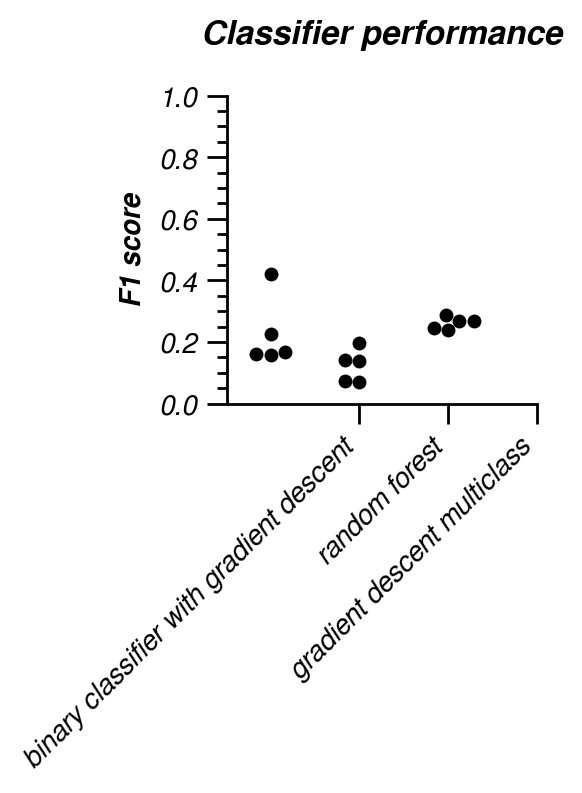 Classifier performance
1.0
0.8
0.6
0.4
0.2
0.0
F1 score
binary classifier with gradient descent
random forest
gradient descent multiclass